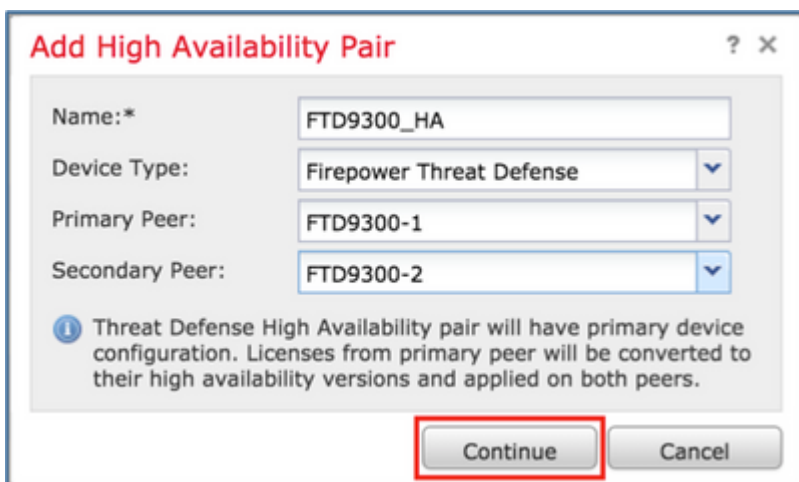 Add High Availability Pair ? ×
Name:* FTD9300_HA
Device Type: Firepower Threat Defense
Primary Peer: FTD9300-1
Secondary Peer: FTD9300-2
Threat Defense High Availability pair will have primary device
configuration. Licenses from primary peer will be converted to
their high availability versions and applied on both peers.
Continue Cancel